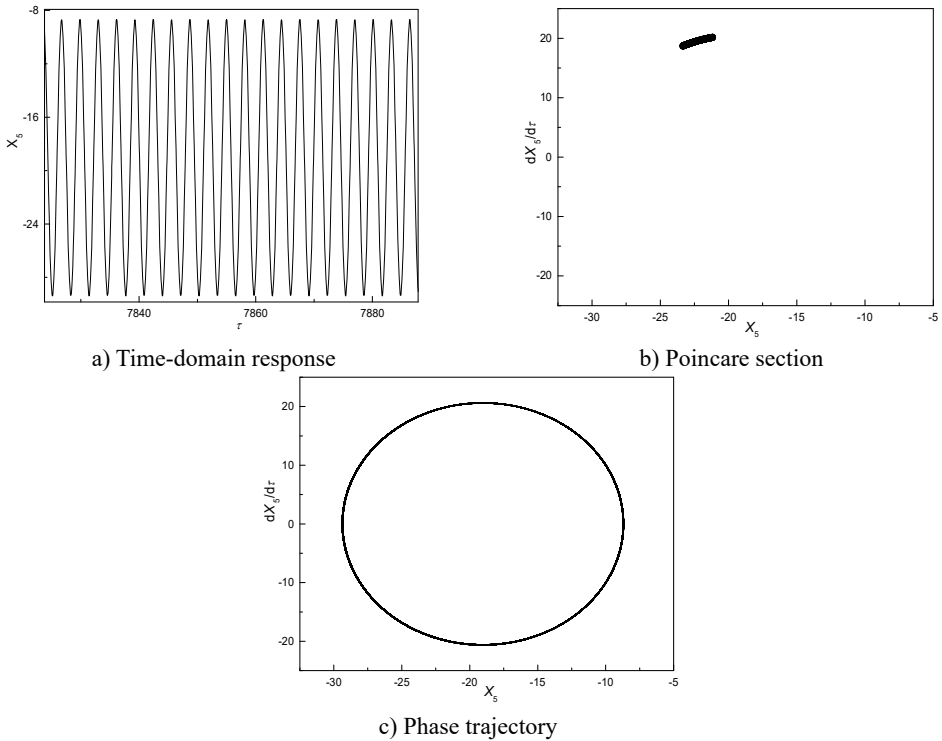 -8
-16
-24
X5
7840 7860 7880
τ
a) Time-domain response
20
10
0
-10
-20
dX5/dτ
-30 -25 -20 -15 -10 -5
X5
b) Poincare section
20
10
0
-10
-20
dX5/dτ
-30 -25 -20 -15 -10 -5
X5
c) Phase trajectory